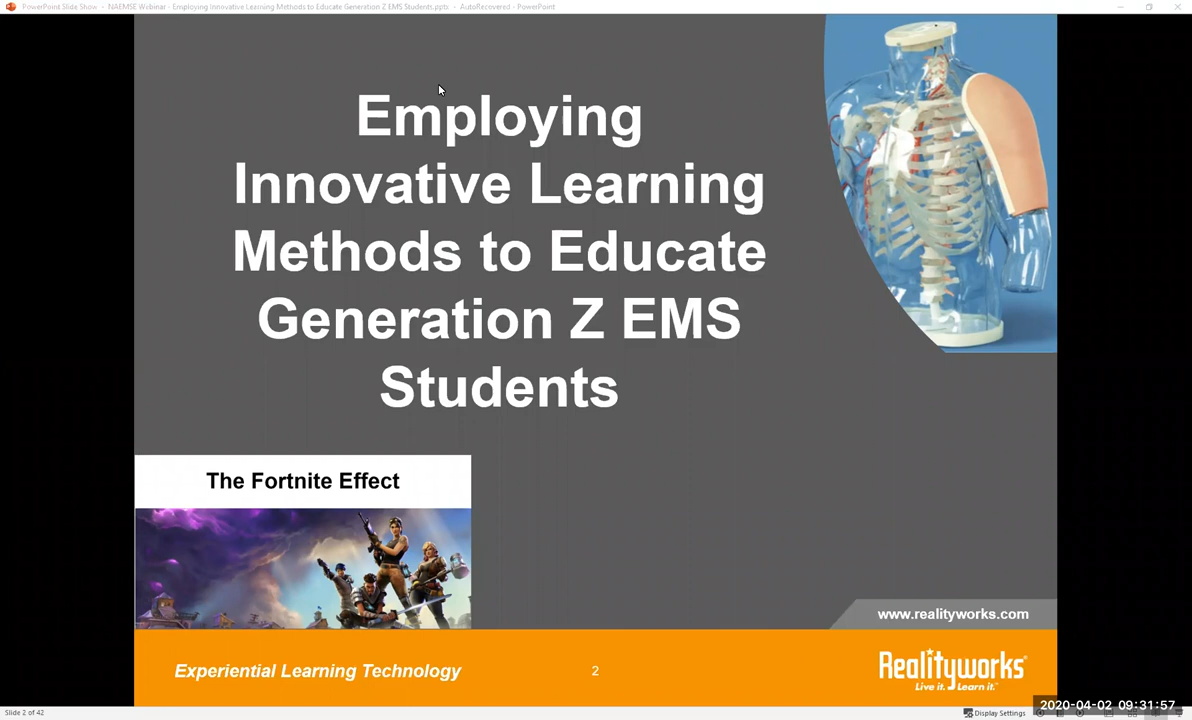 PowerPoint Slide Show - NAEMSE Webinar - Employing Innovative Learning Methods to Educate Generation Z EMS Students.pptx - AutoRecovered - PowerPoint
Employing
Innovative Learning
Methods to Educate
Generation Z EMS
Students
The Fortnite Effect
www.realityworks.com
Experiential Learning Technology
2
Realityworks
Live it. Learn it.™
2020-04-02 09:31:57
Slide 2 of 42
Display Settings